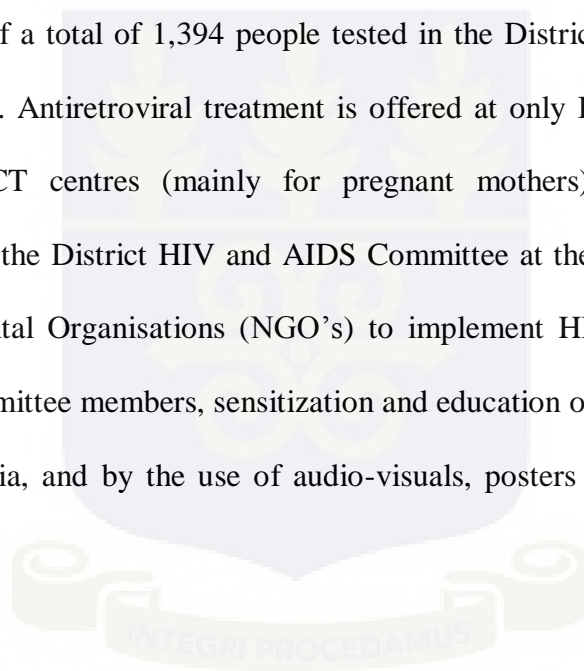 f a total of 1,394 people tested in the Distric
. Antiretroviral treatment is offered at only
CT centres (mainly for pregnant mothers)
the District HIV and AIDS Committee at the
ntal Organisations (NGO's) to implement
mittee members, sensitization and education o
ia, and by the use of audio-visuals, posters
INTEGRI PROCEDAMUS